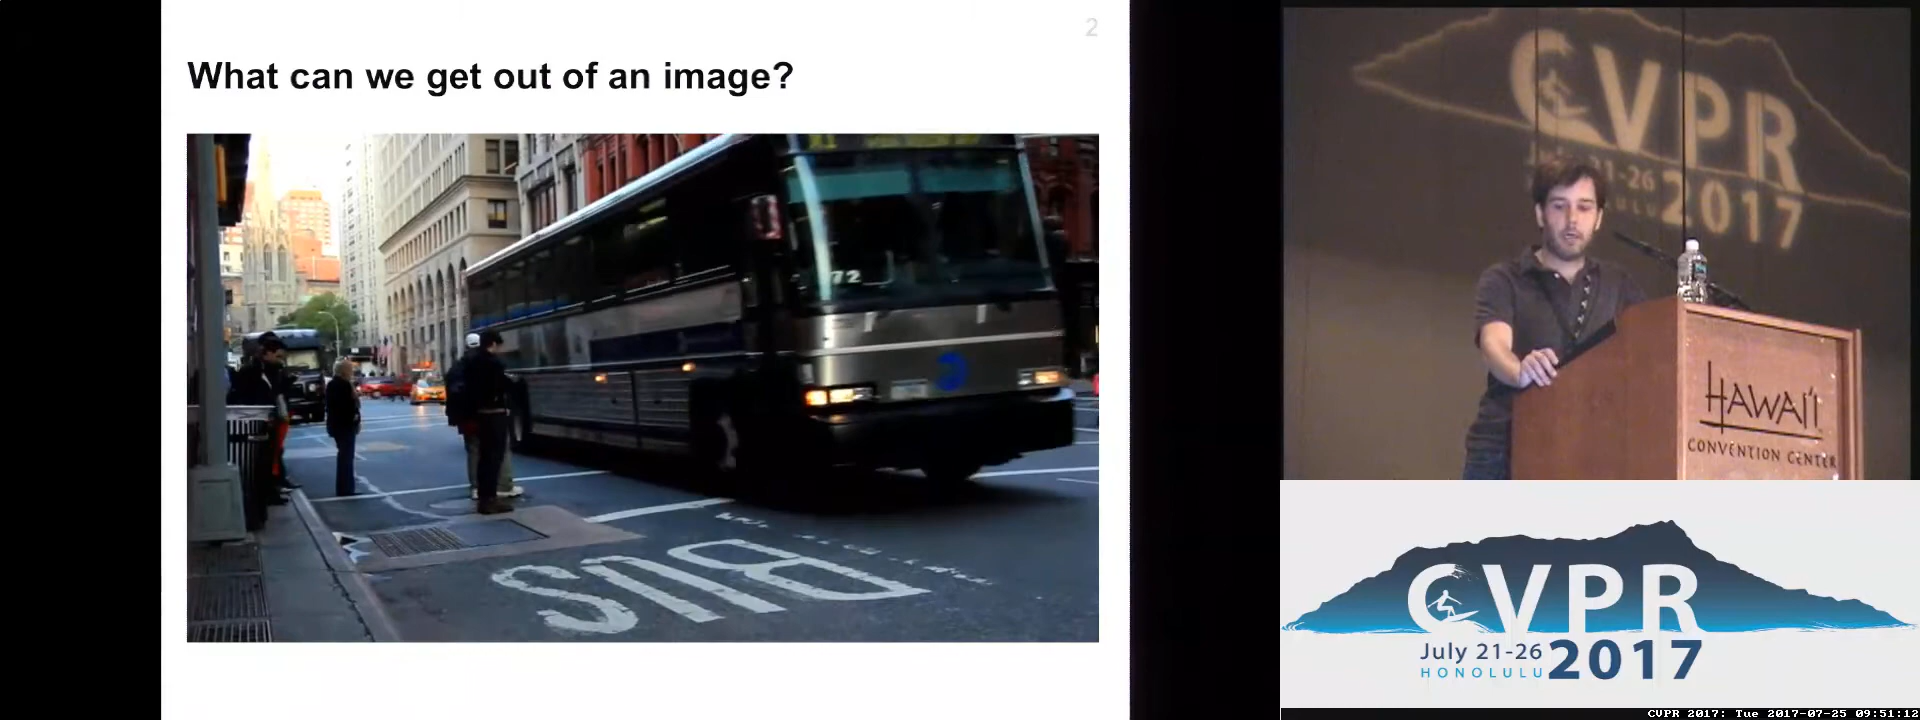 2
What can we get out of an image?
72
BUS
CVPR
21-26
2017
HAWAI'I
CONVENTION CENTER
CVPR
July 21-26
HONOLULU 2017
CVPR 2017: Tue 2017-07-25 09:51:12